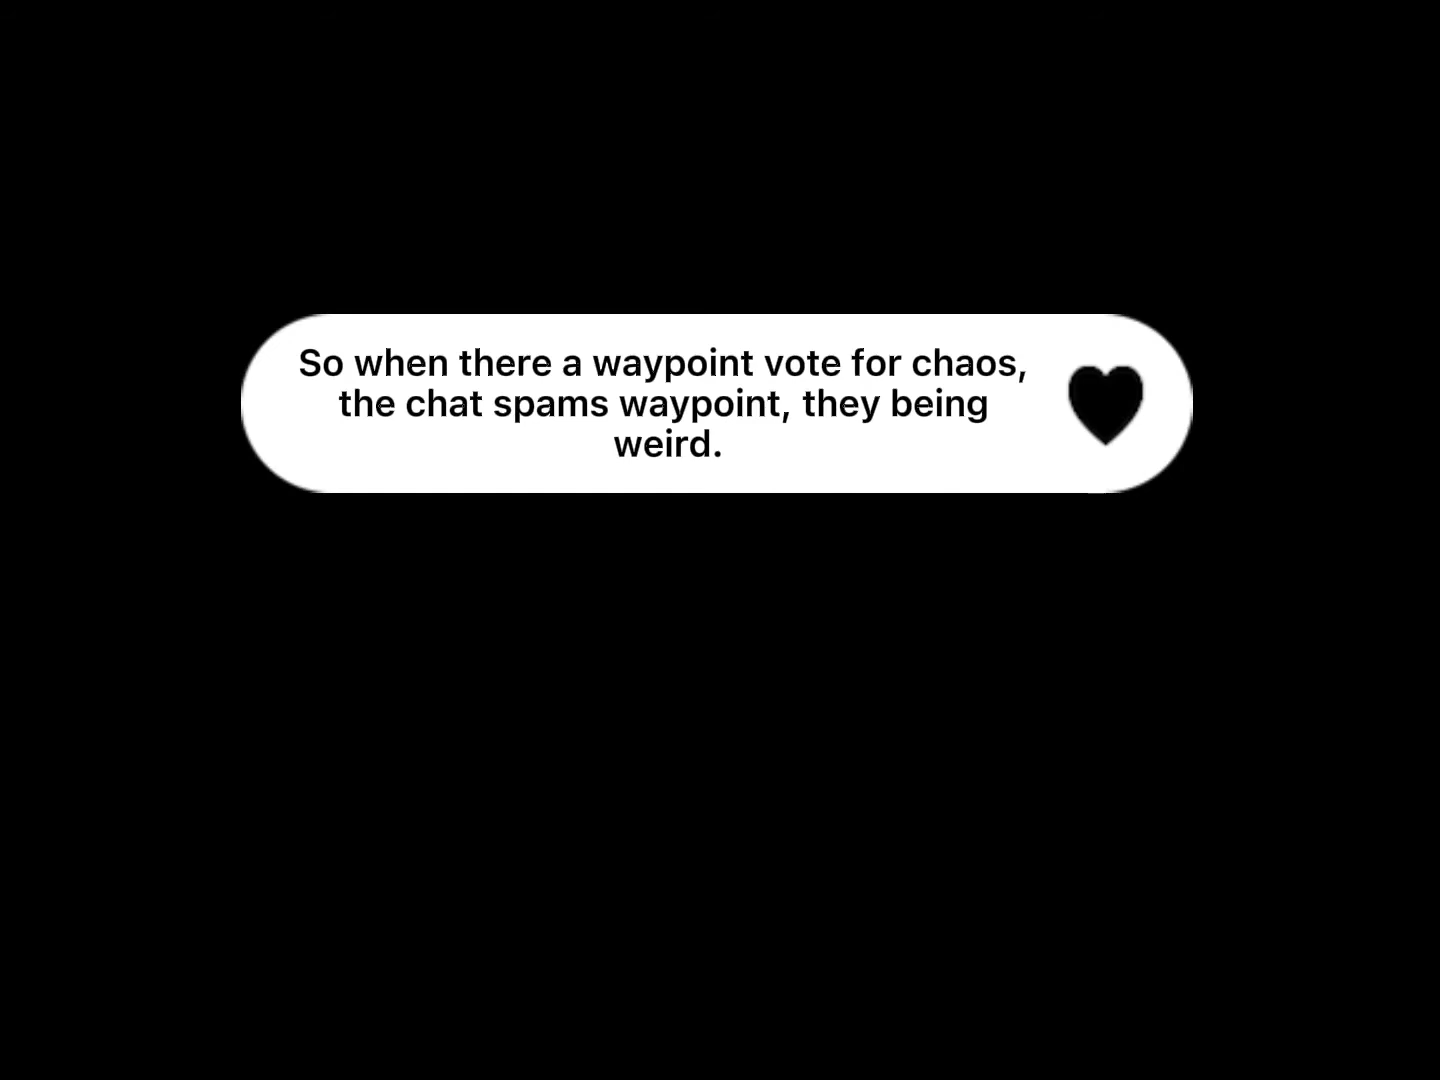 So when there a waypoint vote for chaos,
the chat spams waypoint, they being
weird.